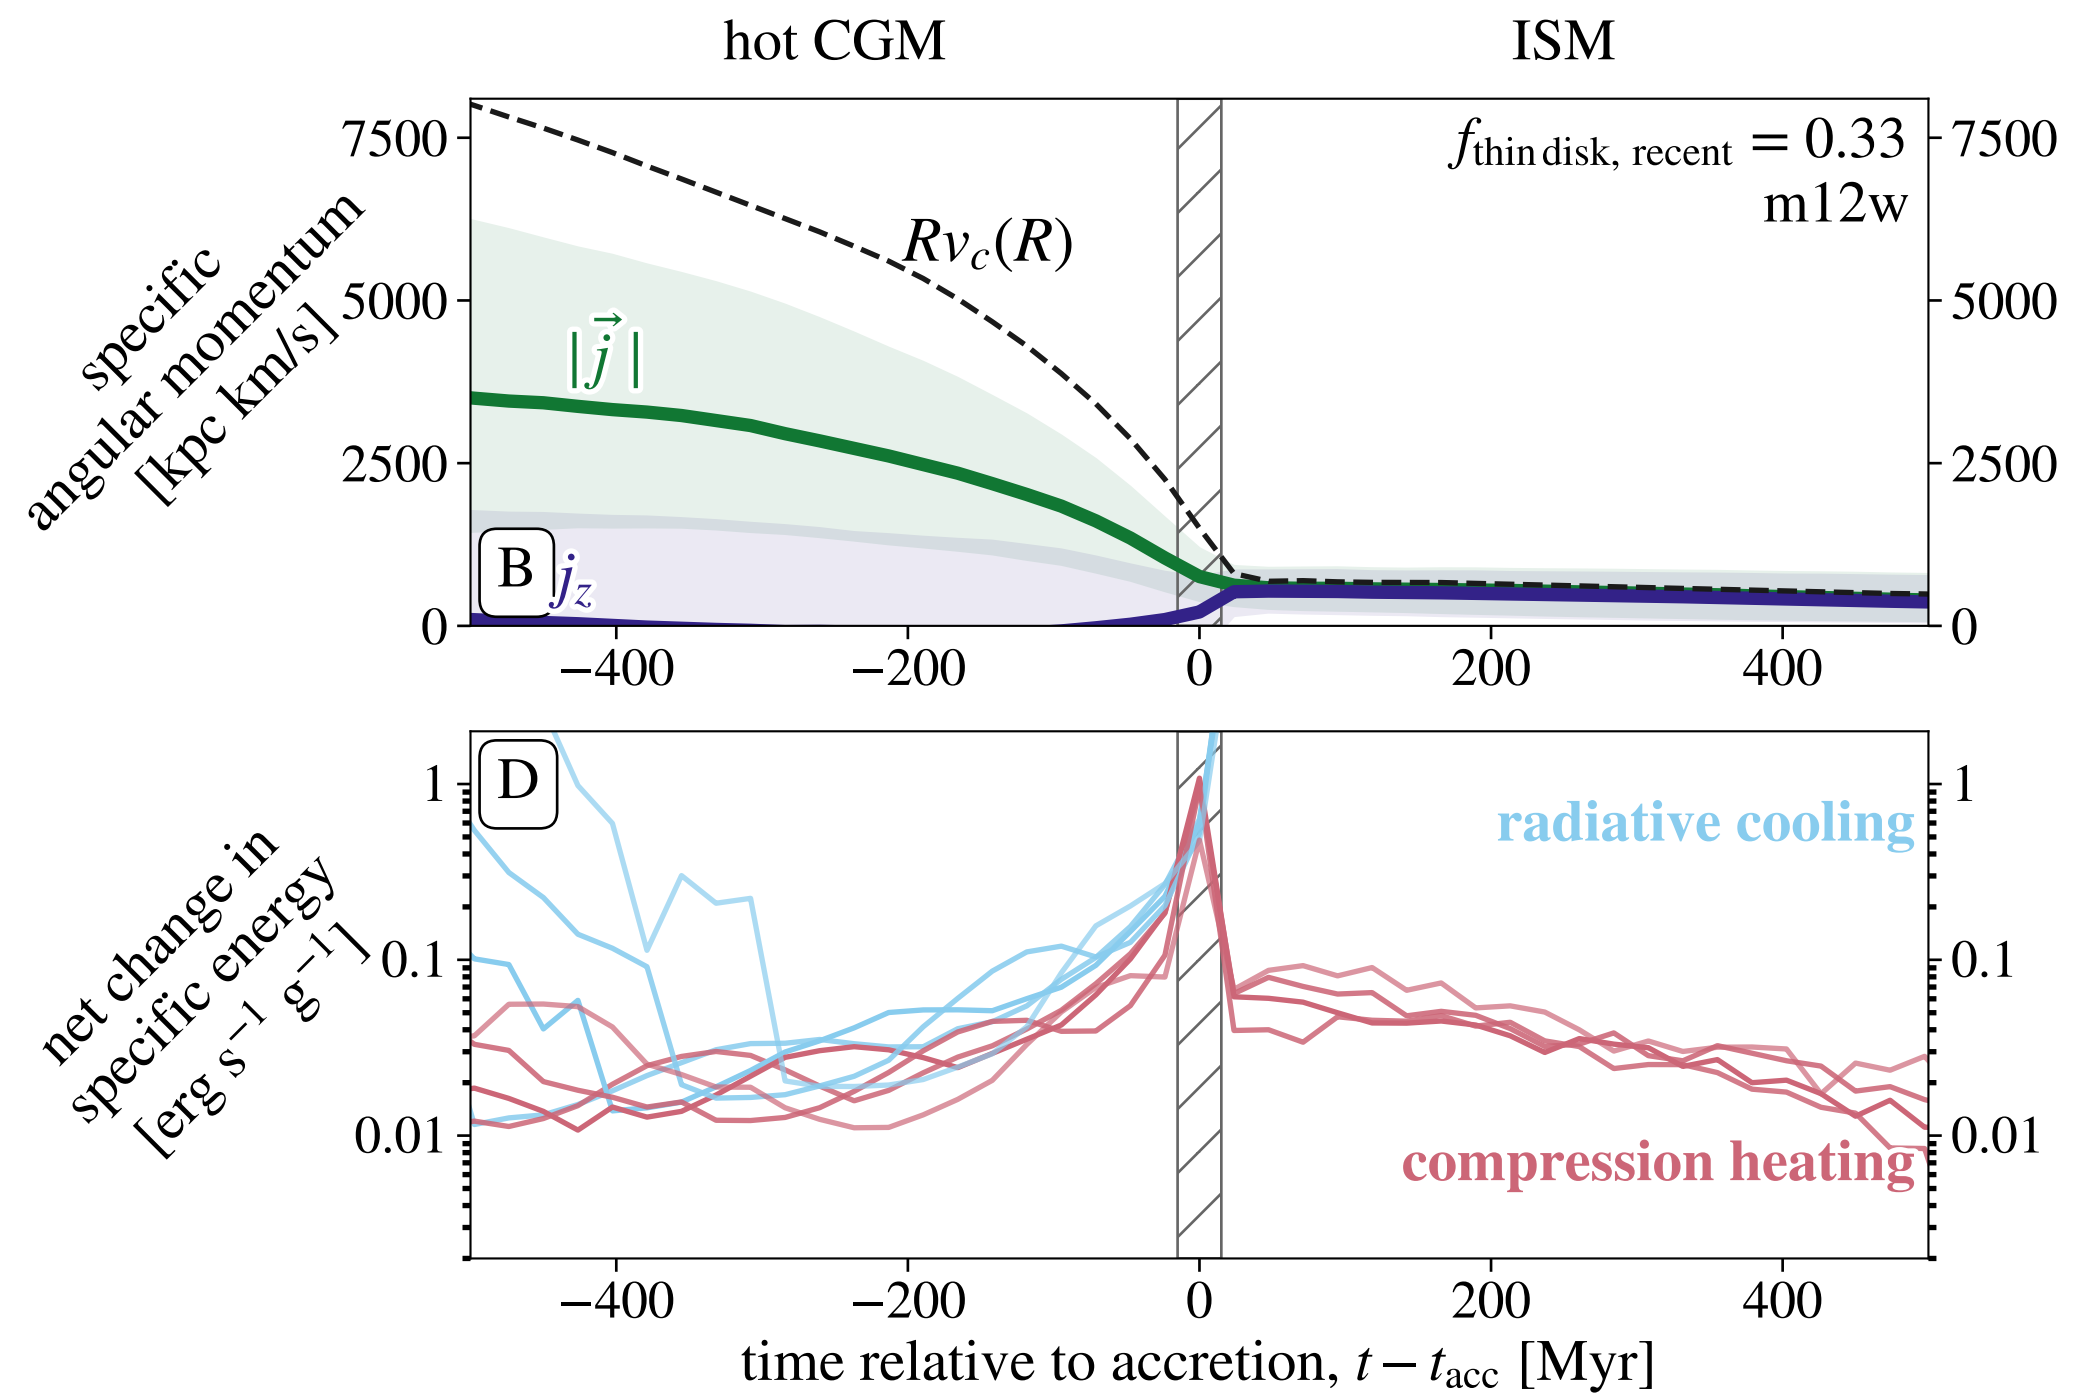 hot CGM
ISM
specific
angular momentum
[kpc km/s]
7500
5000
2500
0
7500
5000
2500
0
f_thin disk, recent = 0.33
m12w
Rv_c(R)
|j⃗|
B
j_z
−400
−200
0
200
400
net change in
specific energy
[erg s⁻¹ g⁻¹]
1
0.1
0.01
1
0.1
0.01
D
radiative cooling
compression heating
−400
−200
0
200
400
time relative to accretion, t − t_acc [Myr]